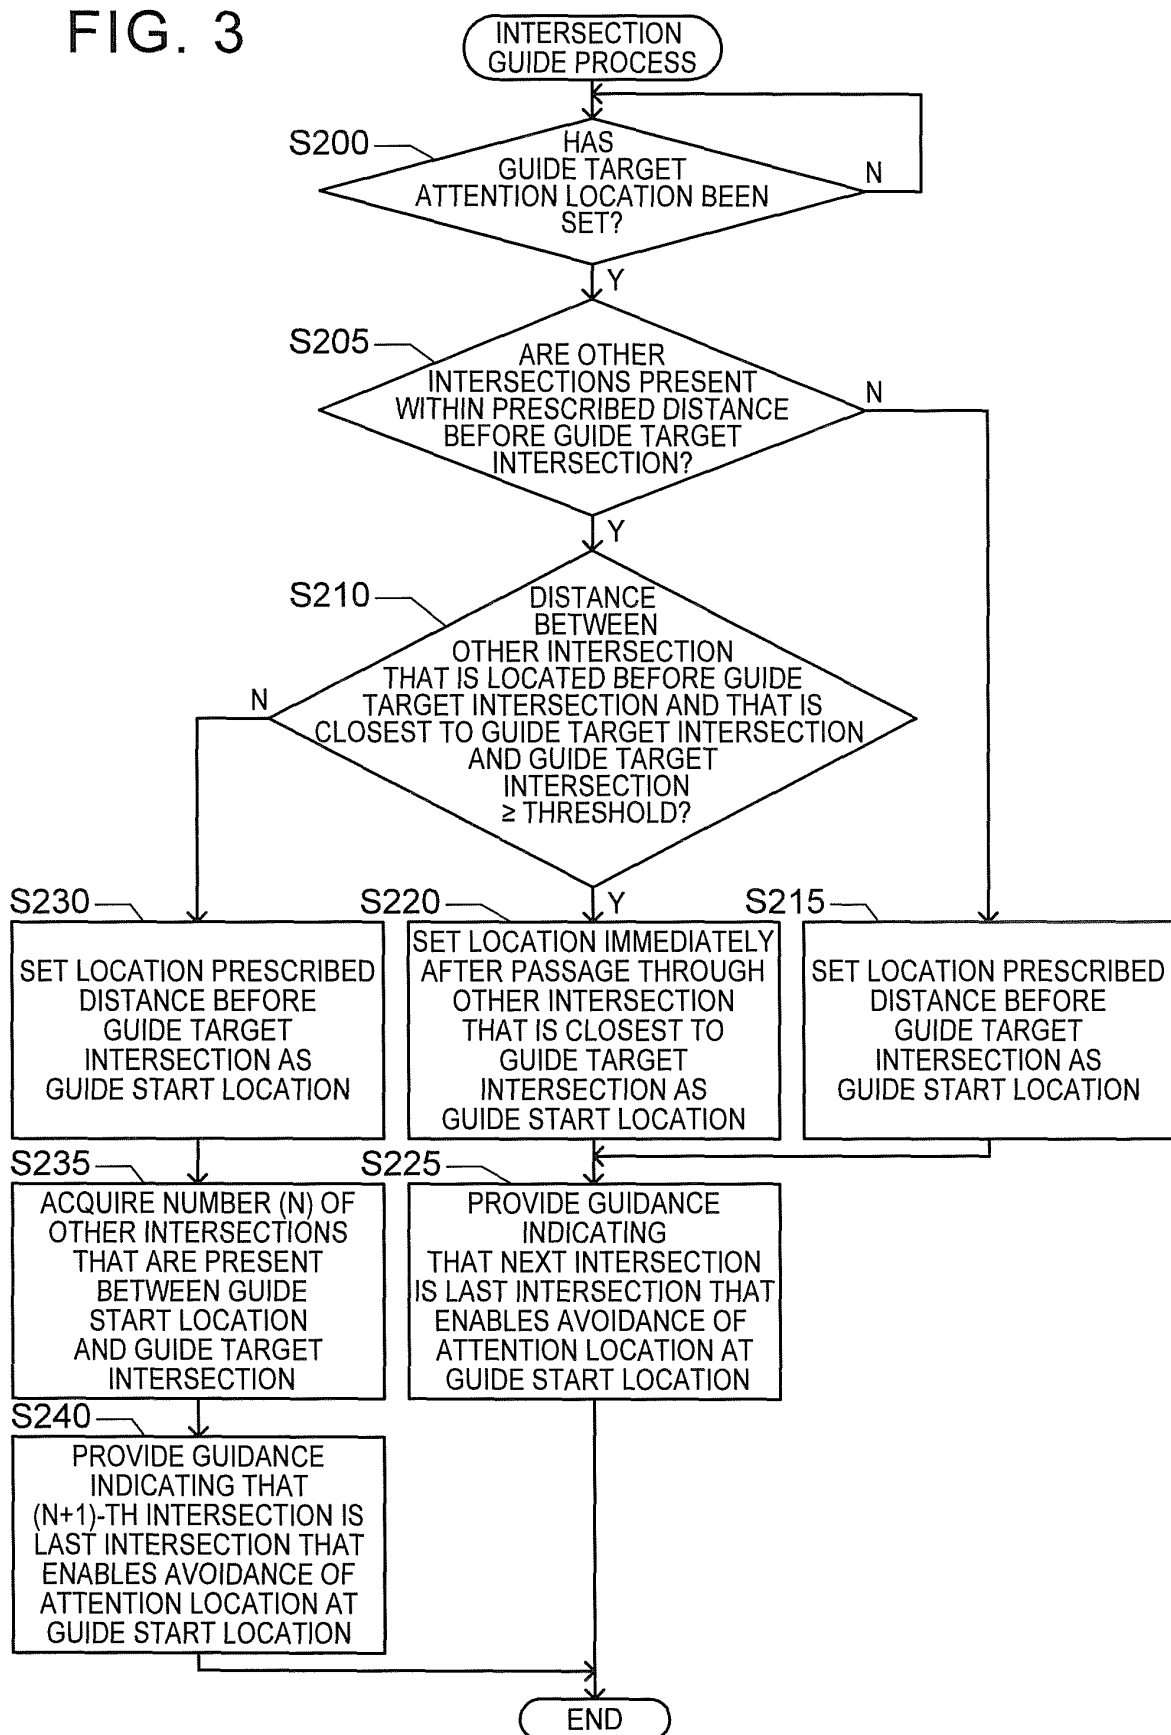 FIG. 3
INTERSECTION
GUIDE PROCESS
S200
HAS
GUIDE TARGET
ATTENTION LOCATION BEEN
SET?
N
Y
S205
ARE OTHER
INTERSECTIONS PRESENT
WITHIN PRESCRIBED DISTANCE
BEFORE GUIDE TARGET
INTERSECTION?
N
Y
S210
DISTANCE
BETWEEN
OTHER INTERSECTION
THAT IS LOCATED BEFORE GUIDE
TARGET INTERSECTION AND THAT IS
CLOSEST TO GUIDE TARGET INTERSECTION
AND GUIDE TARGET
INTERSECTION
≥ THRESHOLD?
N
Y
S230
SET LOCATION PRESCRIBED
DISTANCE BEFORE
GUIDE TARGET
INTERSECTION AS
GUIDE START LOCATION
S220
SET LOCATION IMMEDIATELY
AFTER PASSAGE THROUGH
OTHER INTERSECTION
THAT IS CLOSEST TO
GUIDE TARGET
INTERSECTION AS
GUIDE START LOCATION
S215
SET LOCATION PRESCRIBED
DISTANCE BEFORE
GUIDE TARGET
INTERSECTION AS
GUIDE START LOCATION
S235
ACQUIRE NUMBER (N) OF
OTHER INTERSECTIONS
THAT ARE PRESENT
BETWEEN GUIDE
START LOCATION
AND GUIDE TARGET
INTERSECTION
S225
PROVIDE GUIDANCE
INDICATING
THAT NEXT INTERSECTION
IS LAST INTERSECTION THAT
ENABLES AVOIDANCE OF
ATTENTION LOCATION AT
GUIDE START LOCATION
S240
PROVIDE GUIDANCE
INDICATING THAT
(N+1)-TH INTERSECTION IS
LAST INTERSECTION THAT
ENABLES AVOIDANCE OF
ATTENTION LOCATION AT
GUIDE START LOCATION
END